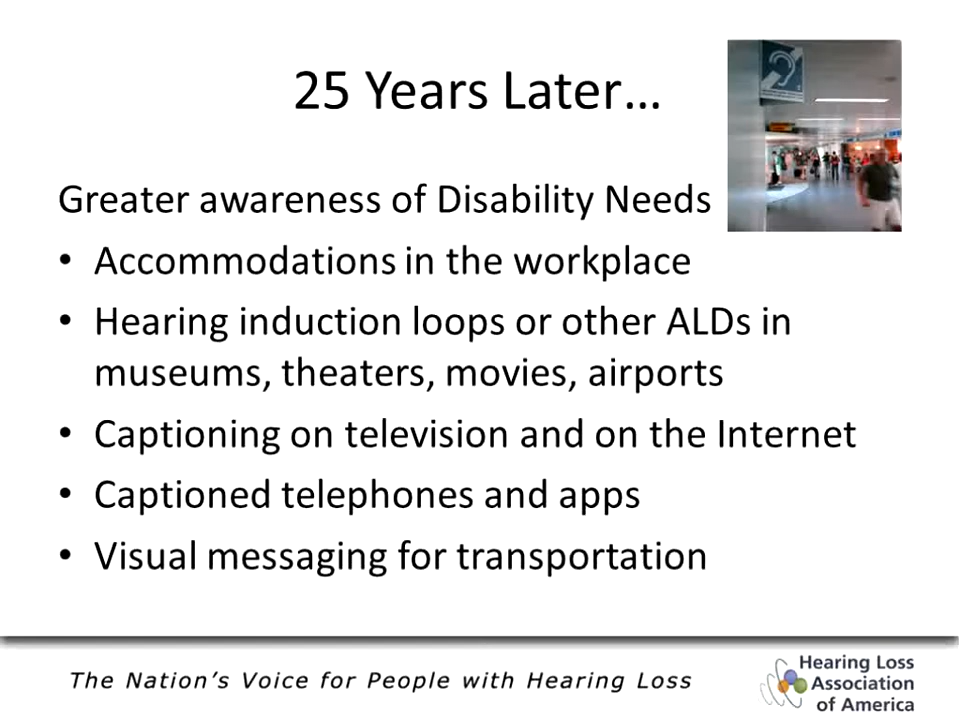 25 Years Later…
Greater awareness of Disability Needs
• Accommodations in the workplace
• Hearing induction loops or other ALDs in
museums, theaters, movies, airports
• Captioning on television and on the Internet
• Captioned telephones and apps
• Visual messaging for transportation
The Nation's Voice for People with Hearing Loss
Hearing Loss
Association
of America